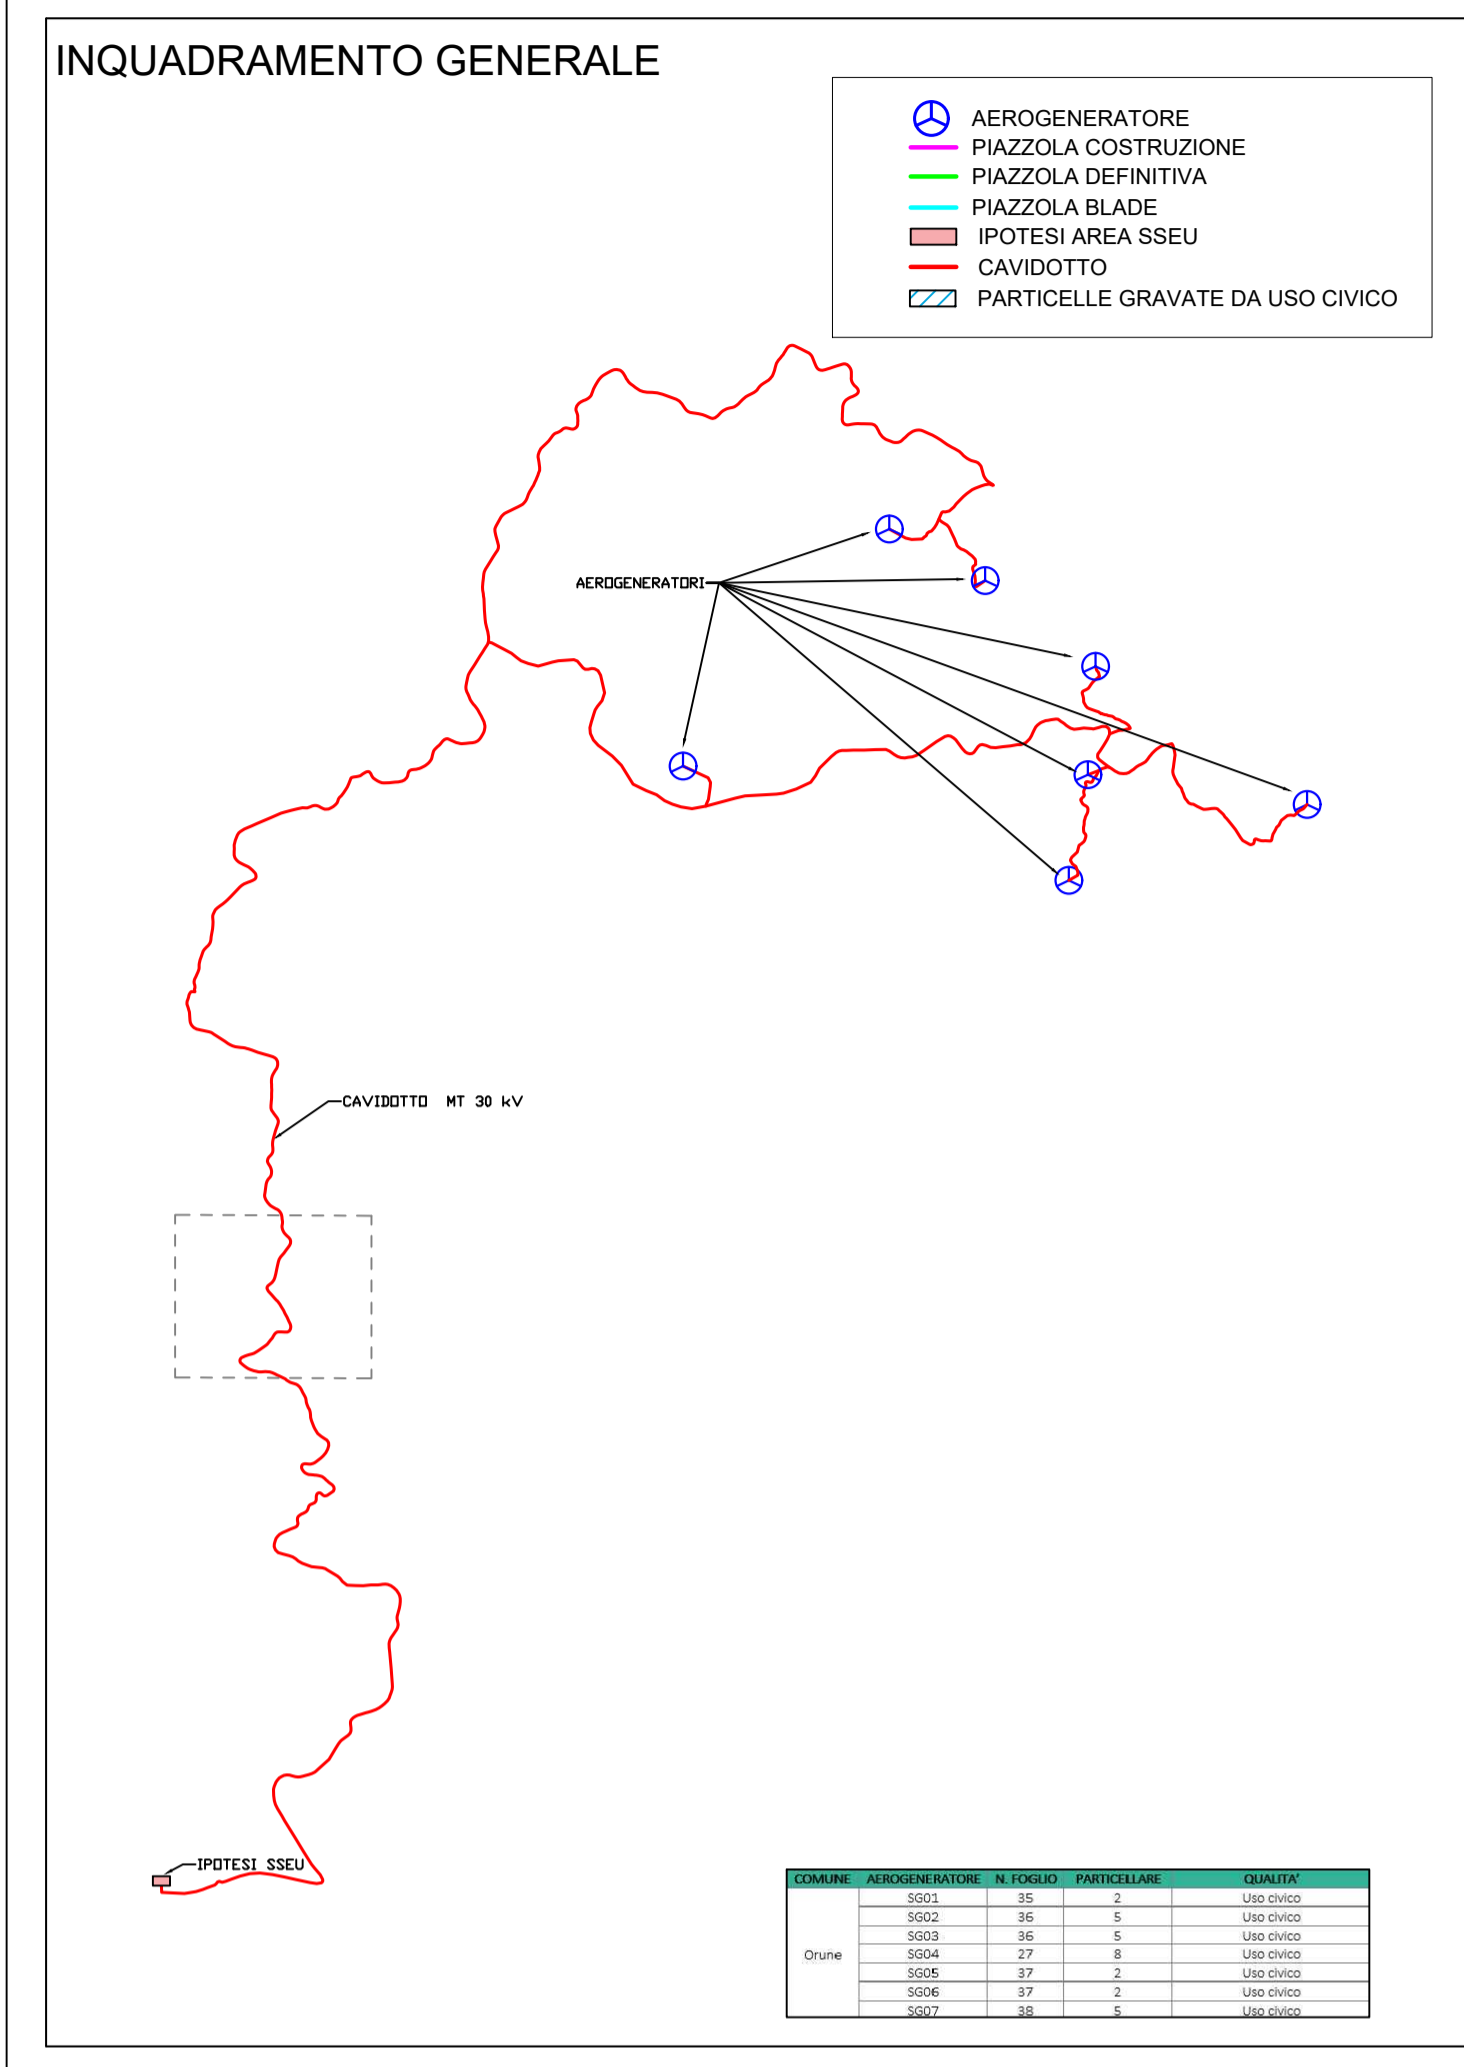 INQUADRAMENTO GENERALE
AEROGENERATORE
PIAZZOLA COSTRUZIONE
PIAZZOLA DEFINITIVA
PIAZZOLA BLADE
IPOTESI AREA SSEU
CAVIDOTTO
PARTICELLE GRAVATE DA USO CIVICO
AEROGENERATORI
CAVIDOTTO MT 30 kV
IPOTESI SSEU
COMUNE AEROGENERATORE N. FOGLIO PARTICELLARE QUALITA'
SG01 35 2 Uso civico
SG02 36 5 Uso civico
SG03 36 5 Uso civico
Orune SG04 27 8 Uso civico
SG05 37 2 Uso civico
SG06 37 2 Uso civico
SG07 38 5 Uso civico